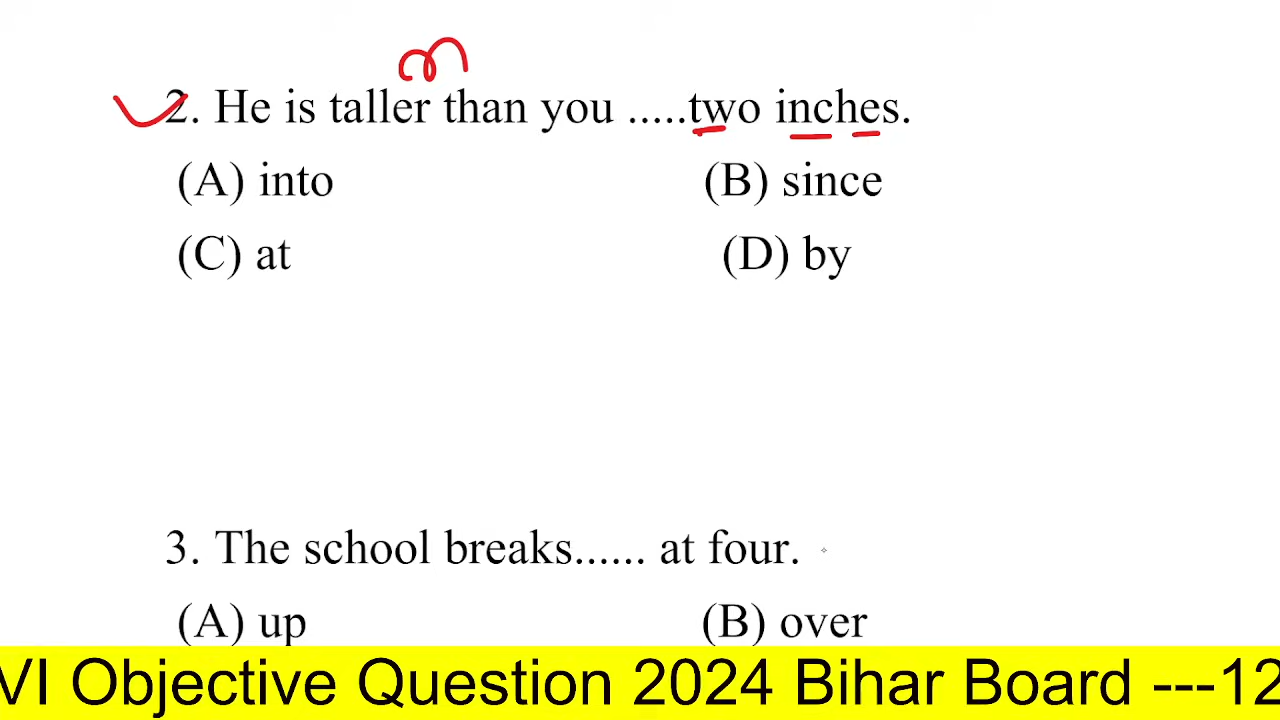 2. He is taller than you .....two inches.
(A) into (B) since
(C) at (D) by
3. The school breaks...... at four.
(A) up (B) over
VI Objective Question 2024 Bihar Board ---12